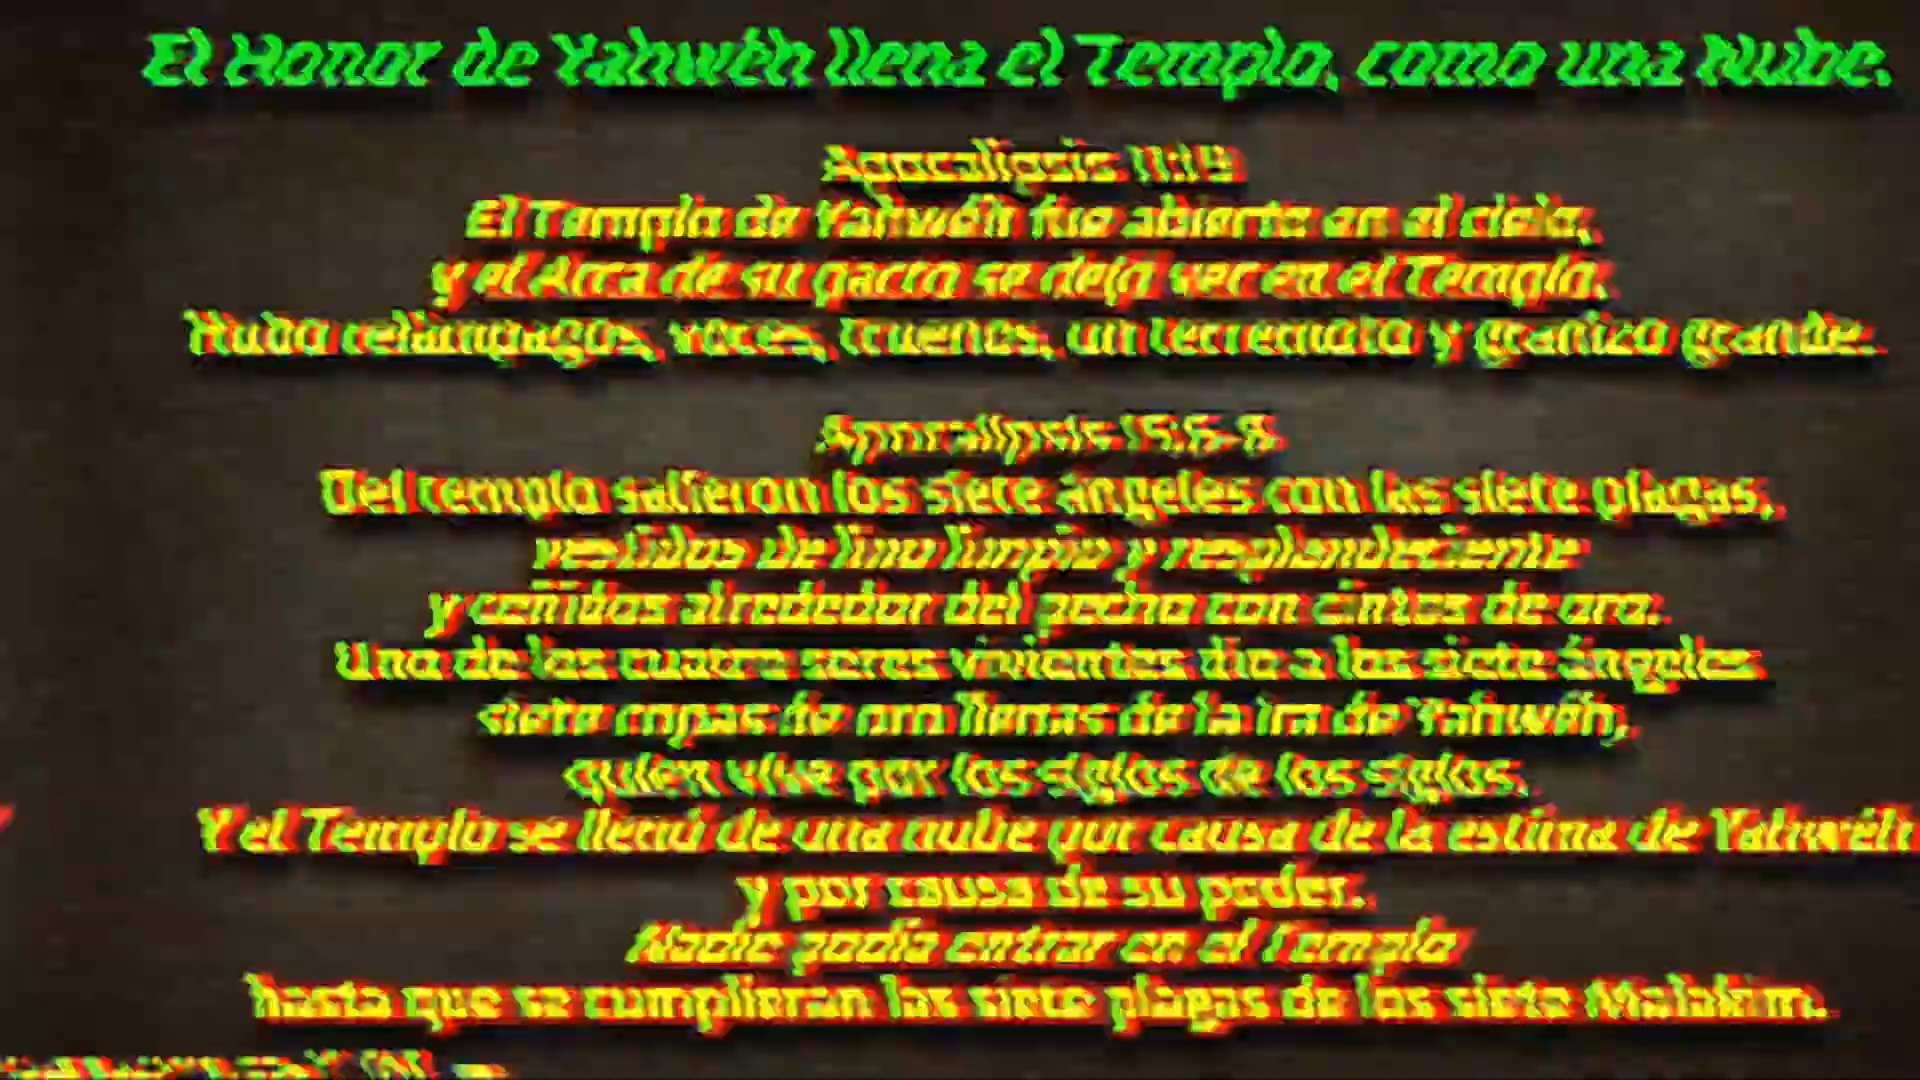 El Honor de Yahwéh llena el Templo, como una Nube.
Apocalipsis 11:19
El Templo de Yahwéh fue abierto en el cielo,
y el Arca de su pacto se dejó ver en el Templo.
Hubo relámpagos, voces, truenos, un terremoto y granizo grande.
Apocalipsis 15:6-8
Del templo salieron los siete ángeles con las siete plagas,
vestidos de lino limpio y resplandeciente
y ceñidos alrededor del pecho con cintos de oro.
Uno de los cuatro seres vivientes dio a los siete ángeles
siete copas de oro llenas de la ira de Yahwéh,
quien vive por los siglos de los siglos.
Y el Templo se llenó de una nube por causa de la estima de Yahwéh
y por causa de su poder.
Nadie podía entrar en el Templo
hasta que se cumplieran las siete plagas de los siete Malakim.